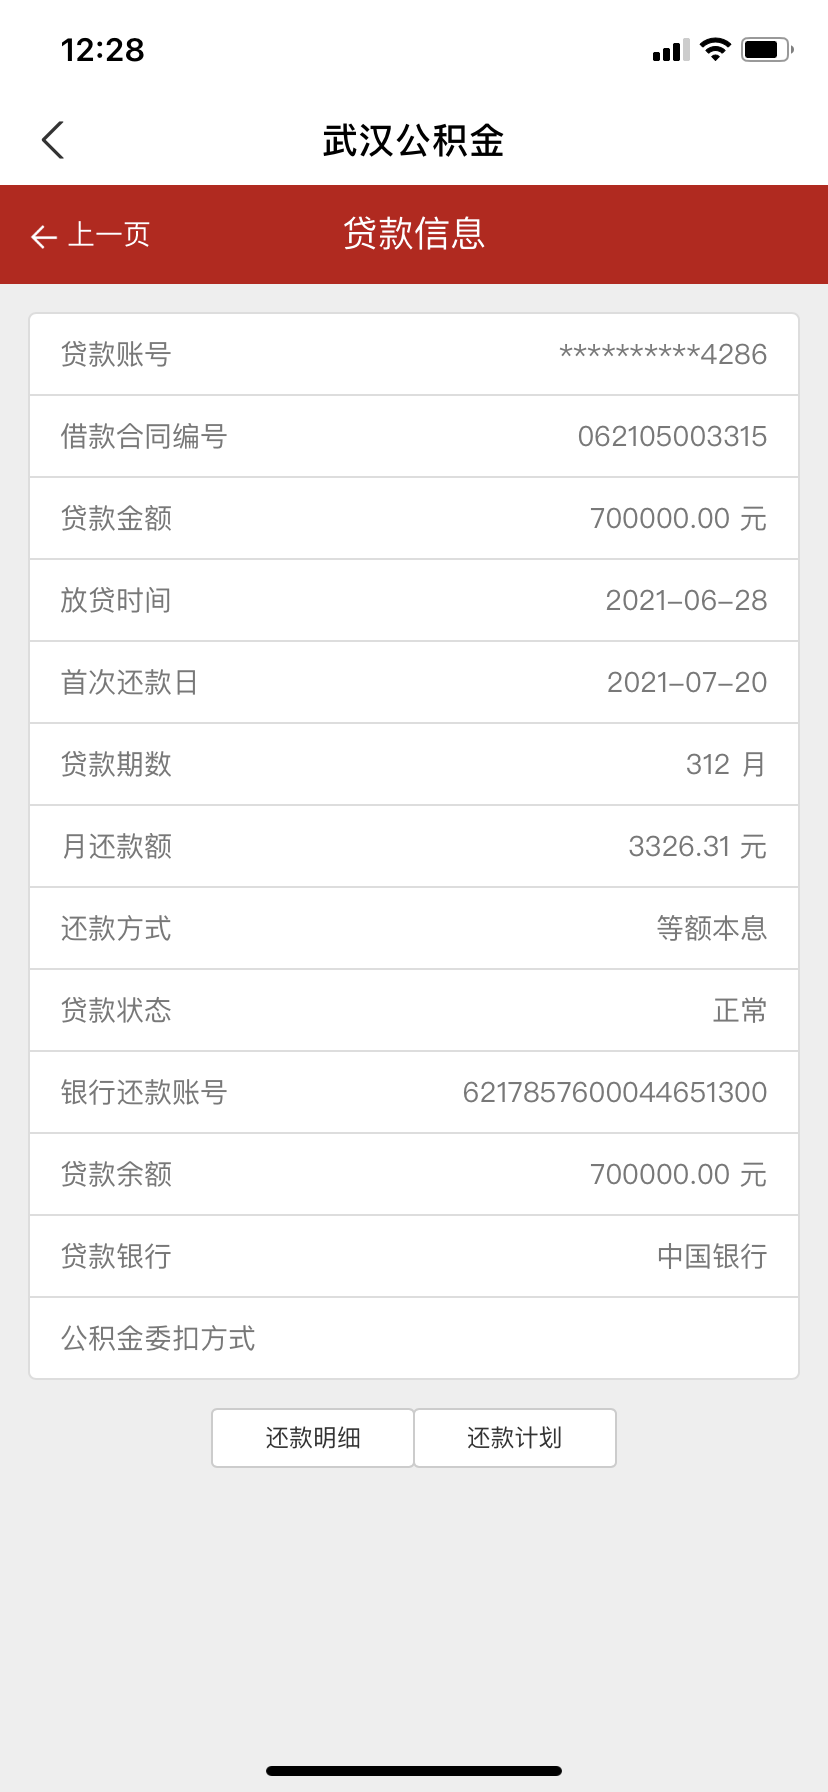 12:28
武汉公积金
上一页 贷款信息
贷款账号 **********4286
借款合同编号 062105003315
贷款金额 700000.00 元
放贷时间 2021-06-28
首次还款日 2021-07-20
贷款期数 312 月
月还款额 3326.31 元
还款方式 等额本息
贷款状态 正常
银行还款账号 6217857600044651300
贷款余额 700000.00 元
贷款银行 中国银行
公积金委扣方式
还款明细 还款计划